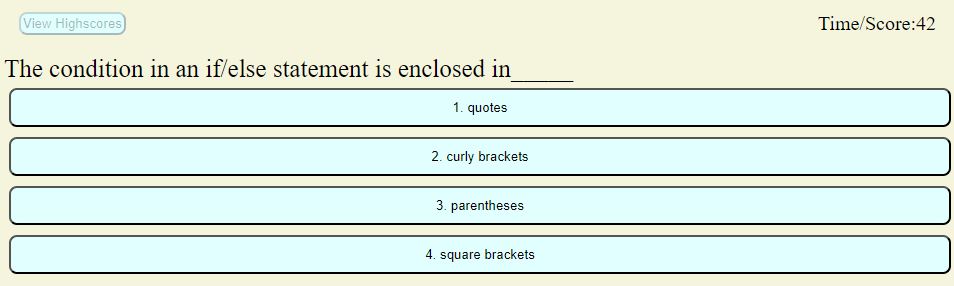 View Highscores
Time/Score:42
The condition in an if/else statement is enclosed in_____
1. quotes
2. curly brackets
3. parentheses
4. square brackets